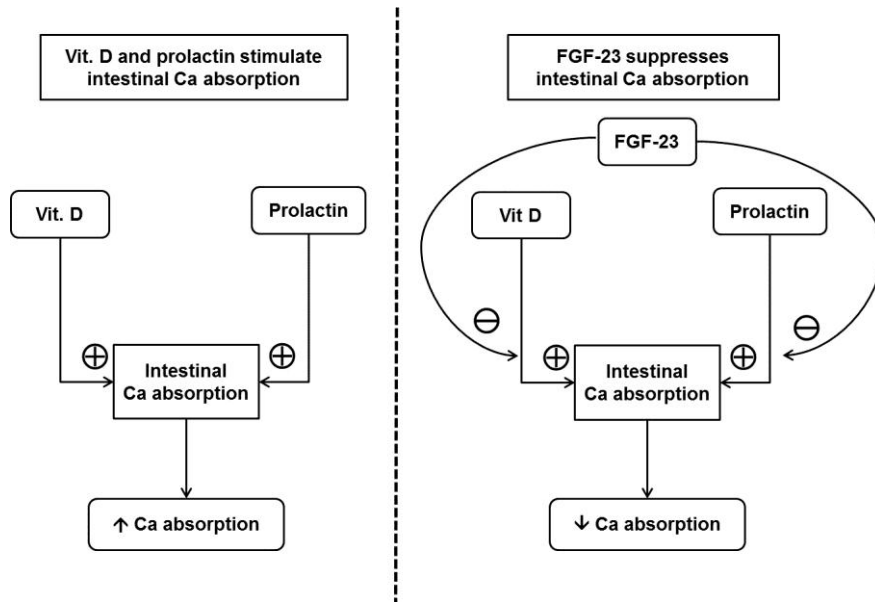 Vit. D and prolactin stimulate
intestinal Ca absorption
Vit. D
Prolactin
Intestinal
Ca absorption
↑ Ca absorption
FGF-23 suppresses
intestinal Ca absorption
FGF-23
Vit D
Prolactin
Intestinal
Ca absorption
↓ Ca absorption